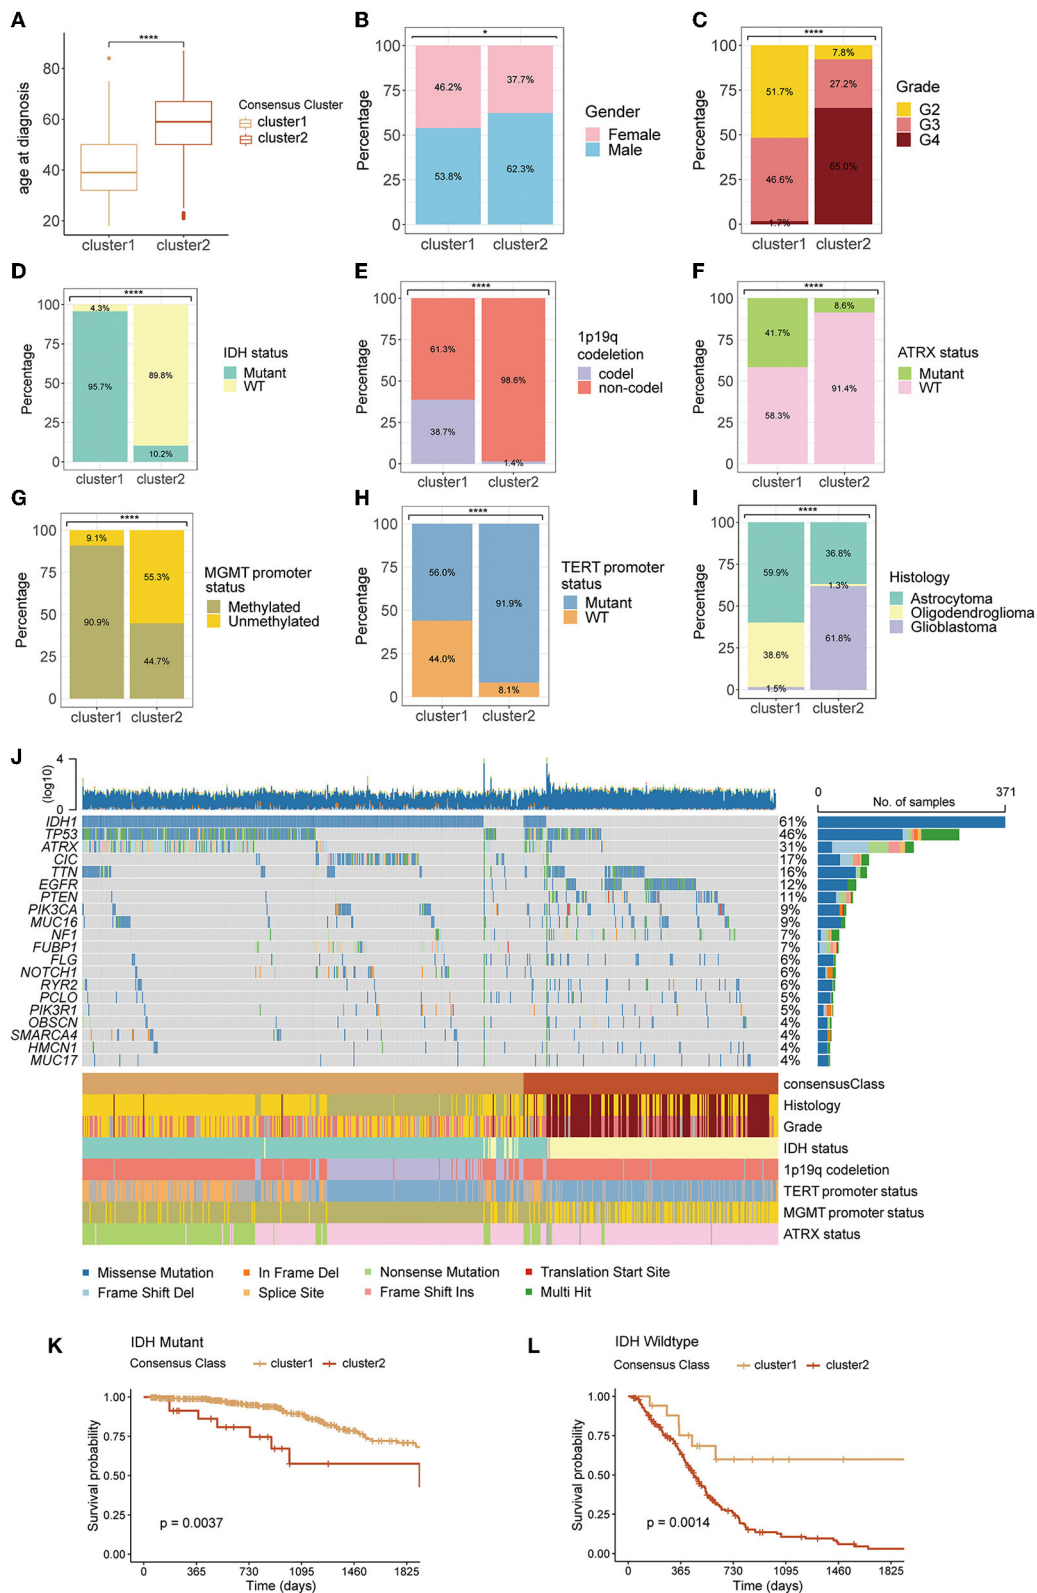 A
****
age at diagnosis
80
60
40
20
cluster1
cluster2
Consensus Cluster
cluster1
cluster2
B
*
Percentage
100
75
50
25
0
46.2%
37.7%
53.8%
62.3%
cluster1
cluster2
Gender
Female
Male
C
****
Percentage
100
75
50
25
0
51.7%
7.8%
27.2%
46.6%
65.0%
1.7%
cluster1
cluster2
Grade
G2
G3
G4
D
****
Percentage
100
75
50
25
0
4.3%
89.8%
95.7%
10.2%
cluster1
cluster2
IDH status
Mutant
WT
E
****
Percentage
100
75
50
25
0
61.3%
98.6%
38.7%
1.4%
cluster1
cluster2
1p19q
codeletion
codel
non-codel
F
****
Percentage
100
75
50
25
0
8.6%
41.7%
91.4%
58.3%
cluster1
cluster2
ATRX status
Mutant
WT
G
****
Percentage
100
75
50
25
0
9.1%
55.3%
90.9%
44.7%
cluster1
cluster2
MGMT promoter
status
Methylated
Unmethylated
H
****
Percentage
100
75
50
25
0
56.0%
91.9%
44.0%
8.1%
cluster1
cluster2
TERT promoter
status
Mutant
WT
I
****
Percentage
100
75
50
25
0
36.8%
59.9%
1.3%
38.6%
61.8%
1.5%
cluster1
cluster2
Histology
Astrocytoma
Oligodendroglioma
Glioblastoma
J
4
(log10)
0
0
371
No. of samples
IDH1
61%
TP53
46%
ATRX
31%
CIC
17%
TTN
16%
EGFR
12%
PTEN
11%
PIK3CA
9%
MUC16
9%
NF1
7%
FUBP1
7%
FLG
6%
NOTCH1
6%
RYR2
6%
PCLO
5%
PIK3R1
5%
OBSCN
4%
SMARCA4
4%
HMCN1
4%
MUC17
4%
consensusClass
Histology
Grade
IDH status
1p19q codeletion
TERT promoter status
MGMT promoter status
ATRX status
Missense Mutation
In Frame Del
Nonsense Mutation
Translation Start Site
Frame Shift Del
Splice Site
Frame Shift Ins
Multi Hit
K
IDH Mutant
Consensus Class
cluster1
cluster2
Survival probability
1.00
0.75
0.50
0.25
0.00
p = 0.0037
0
365
730
1095
1460
1825
Time (days)
L
IDH Wildtype
Consensus Class
cluster1
cluster2
Survival probability
1.00
0.75
0.50
0.25
0.00
p = 0.0014
0
365
730
1095
1460
1825
Time (days)